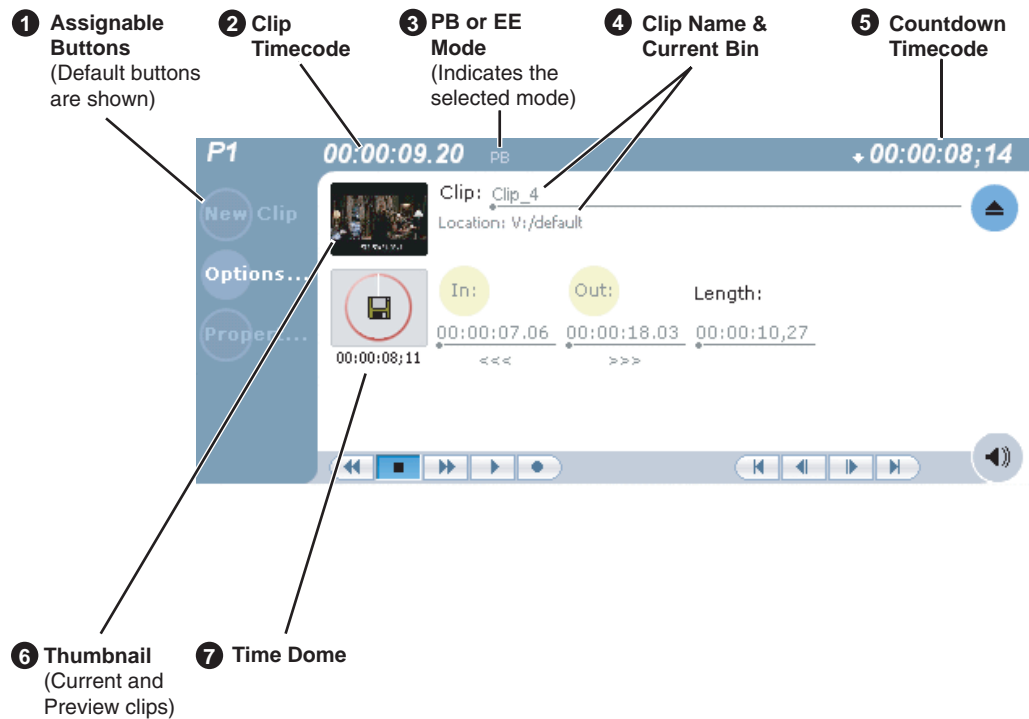 1 Assignable Buttons
(Default buttons are shown)
2 Clip Timecode
3 PB or EE Mode
(Indicates the selected mode)
4 Clip Name & Current Bin
5 Countdown Timecode
P1
00:00:09.20
PB
00:00:08;14
New Clip
Clip: Clip_4
Location: V:/default
Options...
In:
Out:
Length:
Propert...
00:00:07.06
00:00:18.03
00:00:10,27
00:00:08;11
<<<
>>>
6 Thumbnail
(Current and Preview clips)
7 Time Dome